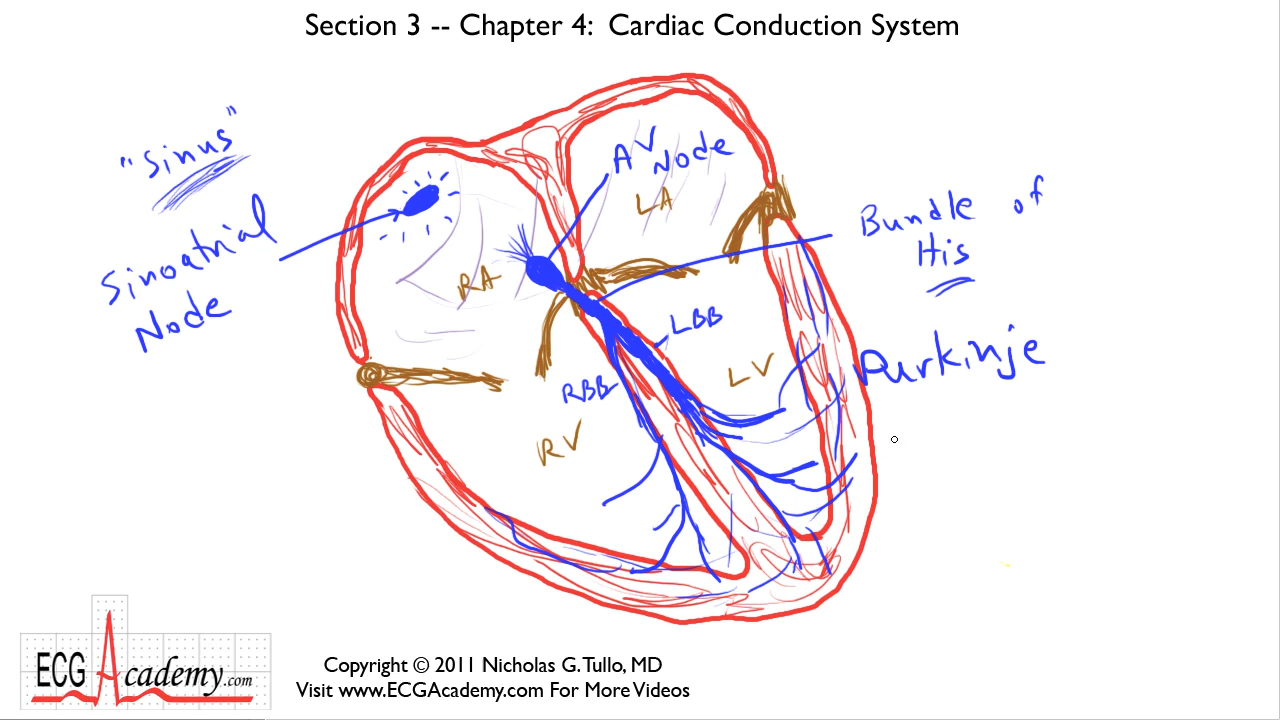 Section 3 -- Chapter 4: Cardiac Conduction System
"Sinus"
Sinoatrial
Node
AV Node
LA
RA
Bundle of
His
LBB
RBB
LV
RV
Purkinje
ECG Academy.com
Copyright © 2011 Nicholas G. Tullo, MD
Visit www.ECGAcademy.com For More Videos